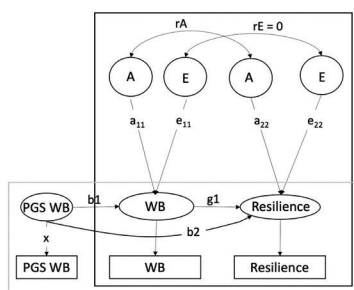 rA
rE = 0
A
E
A
E
a11
e11
a22
e22
PGS WB
b1
WB
g1
Resilience
x
b2
PGS WB
WB
Resilience